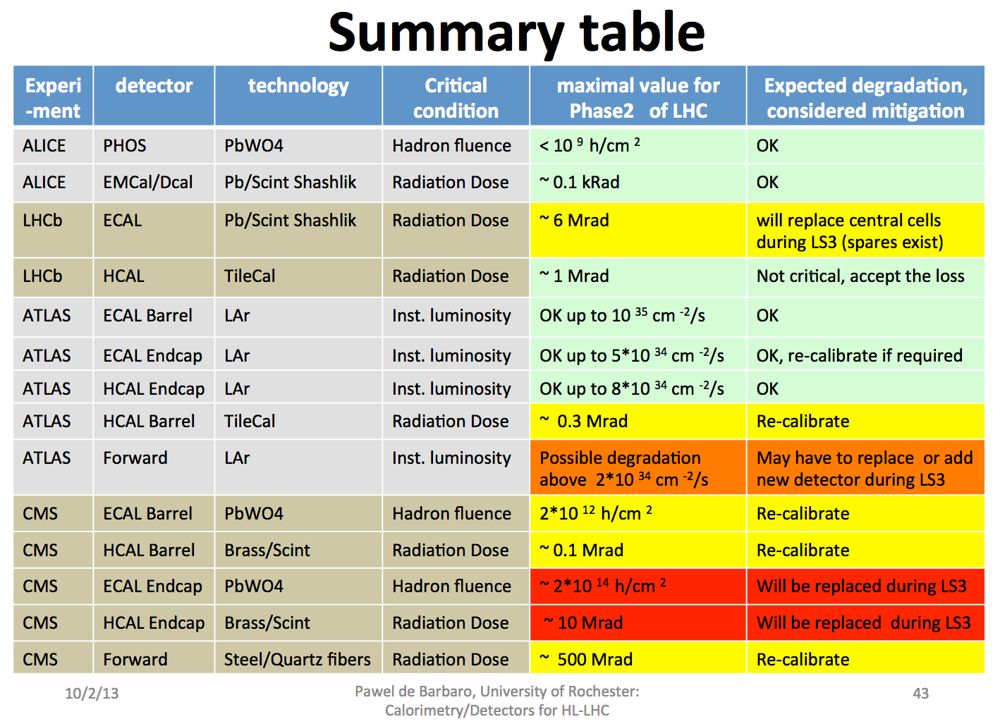 Summary table
Experi -ment | detector | technology | Critical condition | maximal value for Phase2 of LHC | Expected degradation, considered mitigation
ALICE | PHOS | PbWO4 | Hadron fluence | < 10 9 h/cm 2 | OK
ALICE | EMCal/Dcal | Pb/Scint Shashlik | Radiation Dose | ~ 0.1 kRad | OK
LHCb | ECAL | Pb/Scint Shashlik | Radiation Dose | ~ 6 Mrad | will replace central cells during LS3 (spares exist)
LHCb | HCAL | TileCal | Radiation Dose | ~ 1 Mrad | Not critical, accept the loss
ATLAS | ECAL Barrel | LAr | Inst. luminosity | OK up to 10 35 cm -2/s | OK
ATLAS | ECAL Endcap | LAr | Inst. luminosity | OK up to 5*10 34 cm -2/s | OK, re-calibrate if required
ATLAS | HCAL Endcap | LAr | Inst. luminosity | OK up to 8*10 34 cm -2/s | OK
ATLAS | HCAL Barrel | TileCal | Radiation Dose | ~ 0.3 Mrad | Re-calibrate
ATLAS | Forward | LAr | Inst. luminosity | Possible degradation above 2*10 34 cm -2/s | May have to replace or add new detector during LS3
CMS | ECAL Barrel | PbWO4 | Hadron fluence | 2*10 12 h/cm 2 | Re-calibrate
CMS | HCAL Barrel | Brass/Scint | Radiation Dose | ~ 0.1 Mrad | Re-calibrate
CMS | ECAL Endcap | PbWO4 | Hadron fluence | ~ 2*10 14 h/cm 2 | Will be replaced during LS3
CMS | HCAL Endcap | Brass/Scint | Radiation Dose | ~ 10 Mrad | Will be replaced during LS3
CMS | Forward | Steel/Quartz fibers | Radiation Dose | ~ 500 Mrad | Re-calibrate
10/2/13
Pawel de Barbaro, University of Rochester:
Calorimetry/Detectors for HL-LHC
43